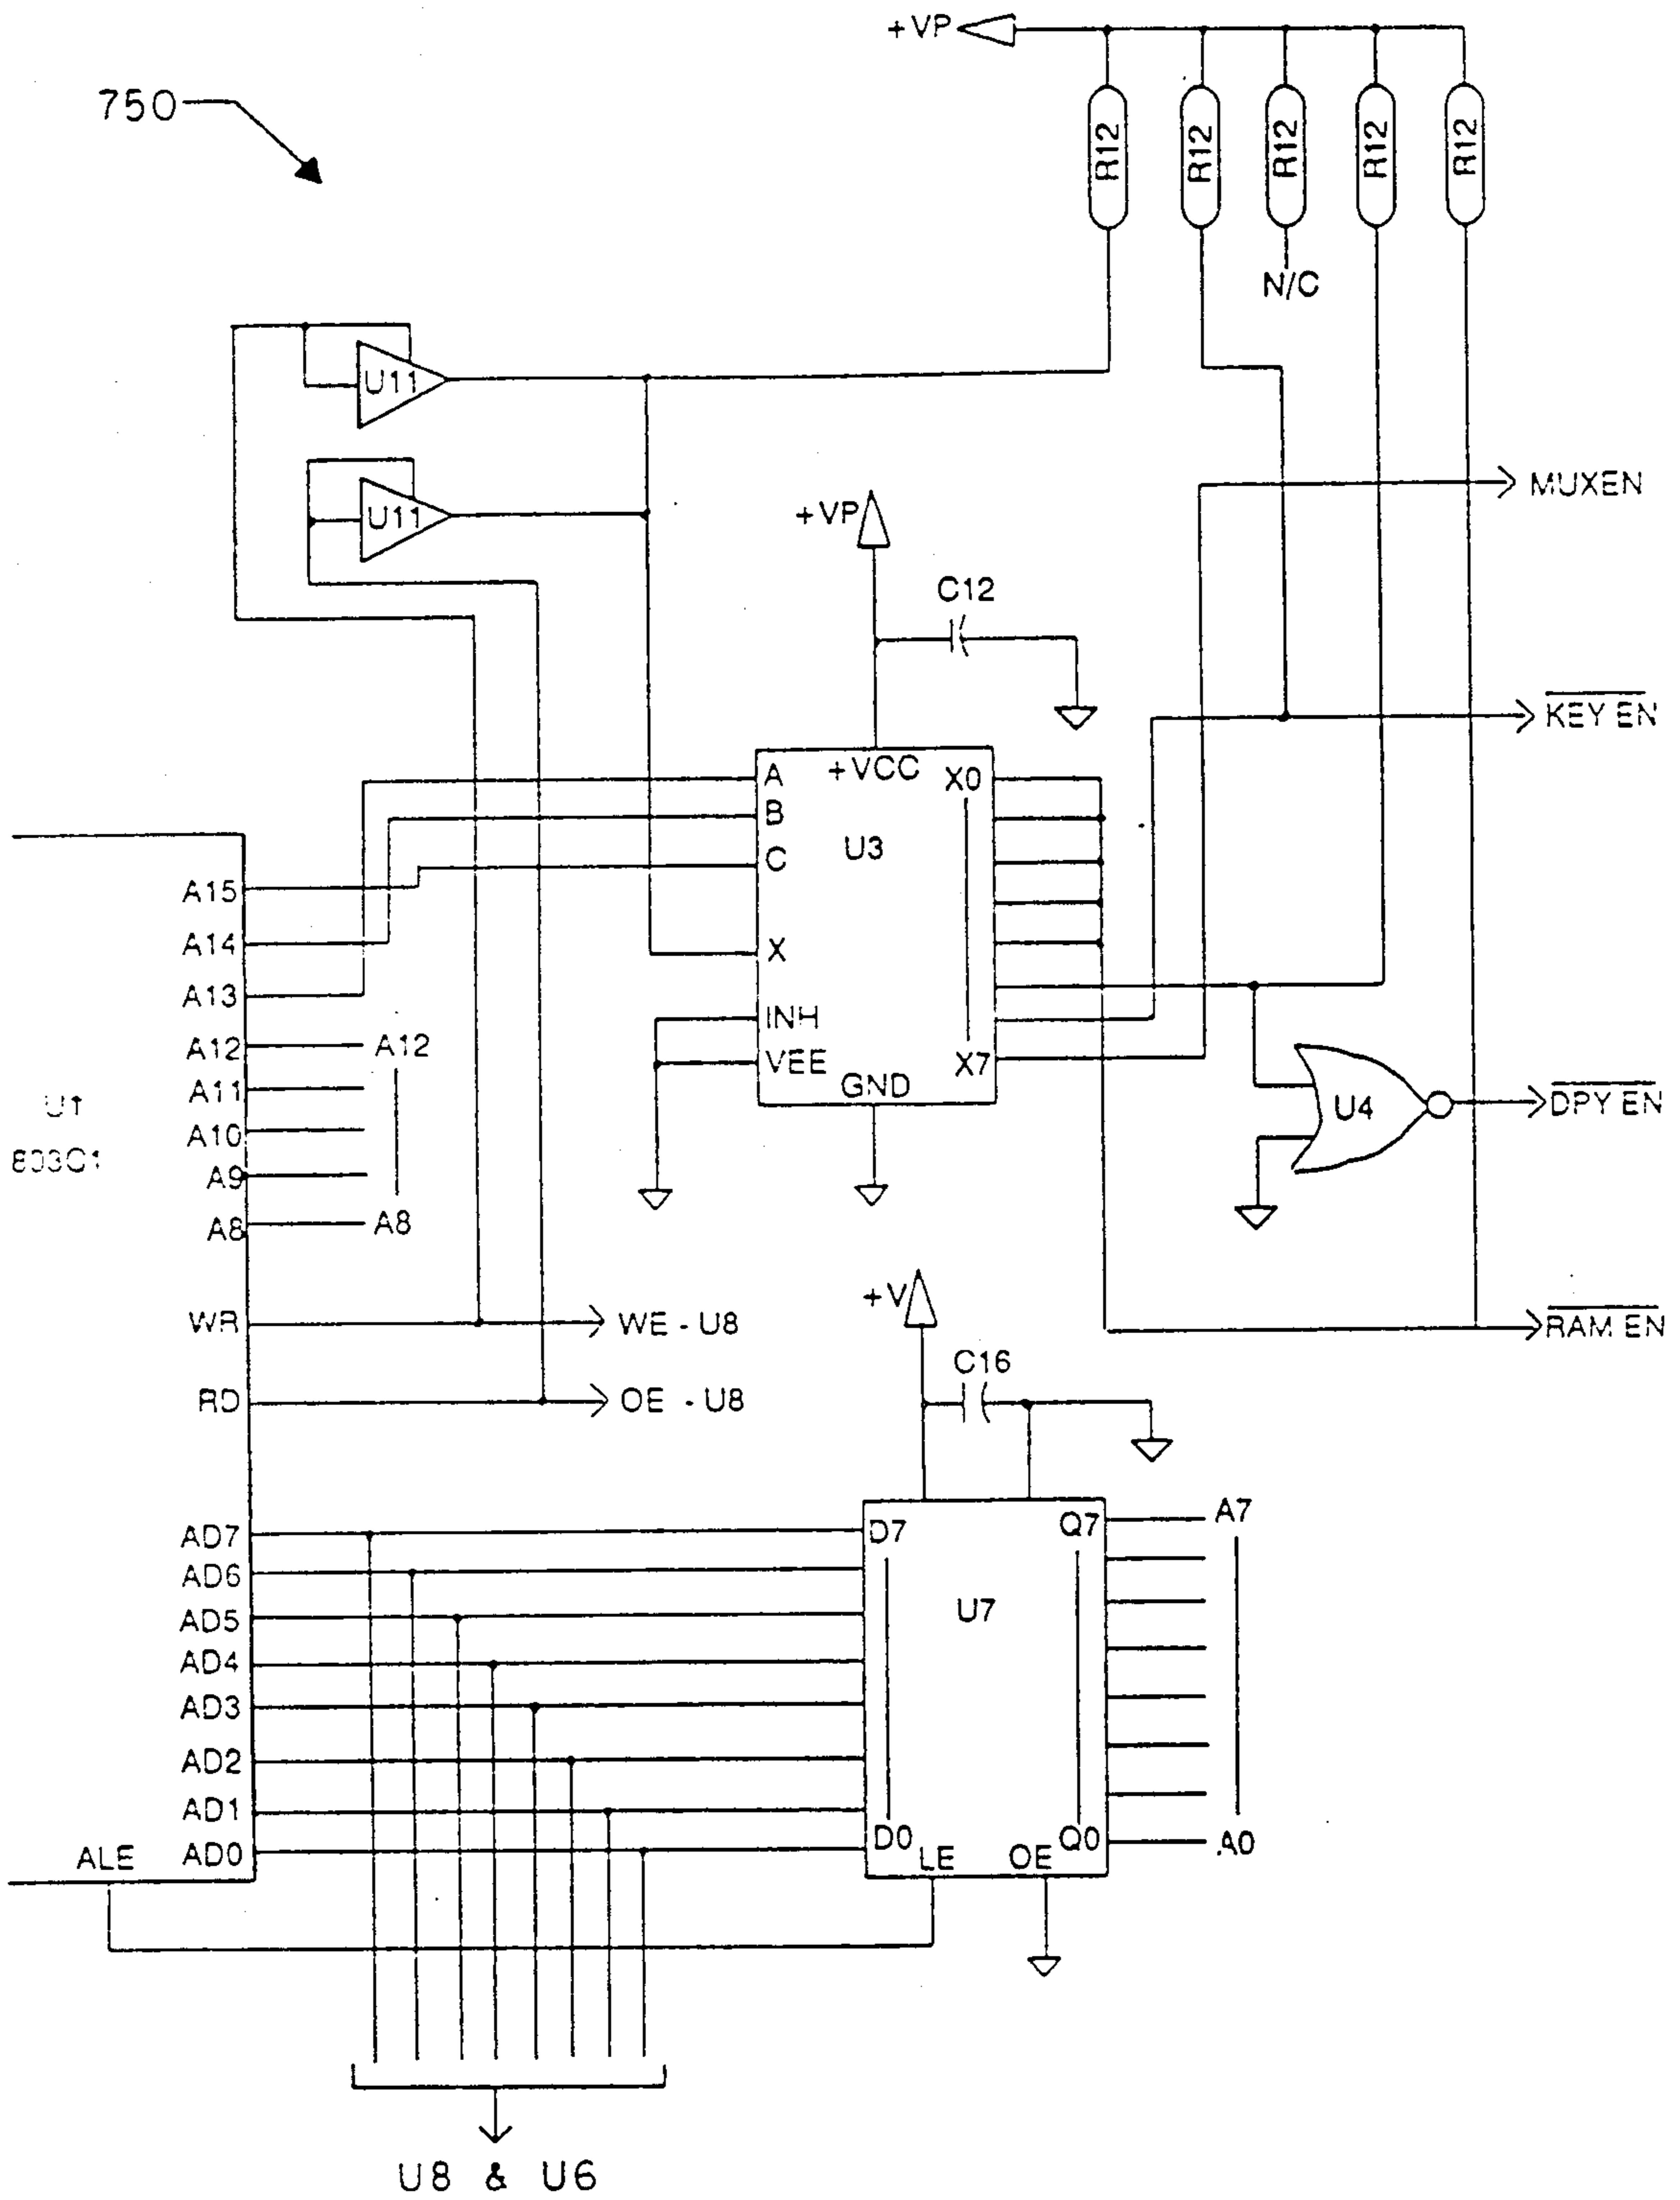 +VP
750
R12 R12 R12 R12 R12
N/C
U11
MUXEN
U11
+VP
C12
KEY EN
A +VCC X0
B
U3
C
A15
A14
X
A13
INH
A12 A12
VEE X7
A11
GND
U1
U4
DPY EN
A10
A9
A8 A8
+V
WR WE - U8
RAM EN
C16
RD OE - U8
A7
AD7 D7 Q7
AD6
U7
AD5
AD4
AD3
AD2
AD1
D0 Q0 A0
ALE AD0 LE OE
U8 & U6